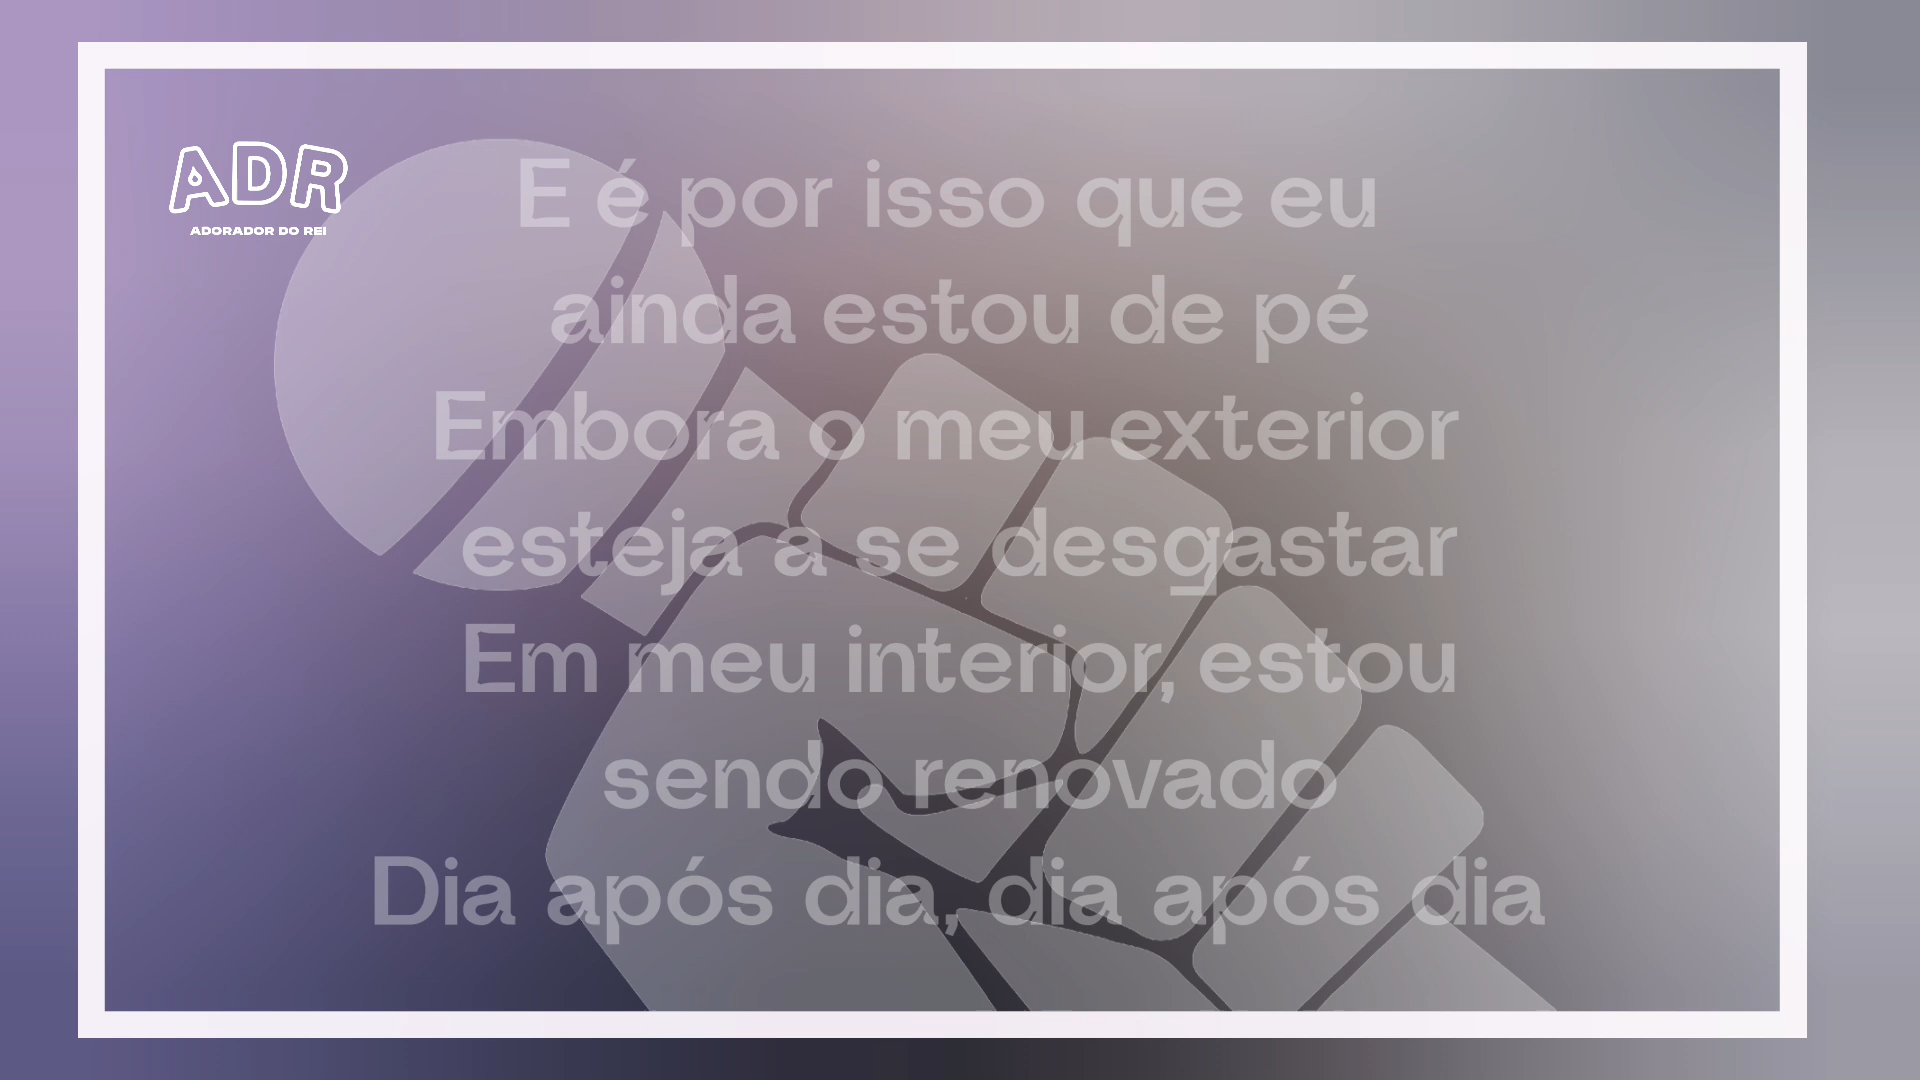 ADR
ADORADOR DO REI
E é por isso que eu
ainda estou de pé
Embora o meu exterior
esteja a se desgastar
Em meu interior, estou
sendo renovado
Dia após dia, dia após dia